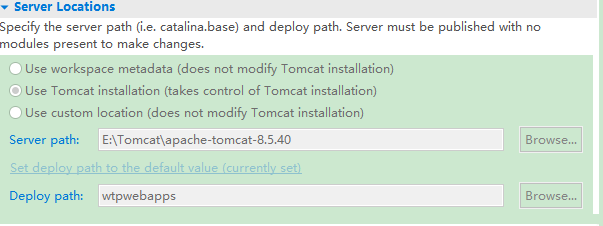 Server Locations
Specify the server path (i.e. catalina.base) and deploy path. Server must be published with no
modules present to make changes.
Use workspace metadata (does not modify Tomcat installation)
Use Tomcat installation (takes control of Tomcat installation)
Use custom location (does not modify Tomcat installation)
Server path: E:\Tomcat\apache-tomcat-8.5.40 Browse...
Set deploy path to the default value (currently set)
Deploy path: wtpwebapps Browse...